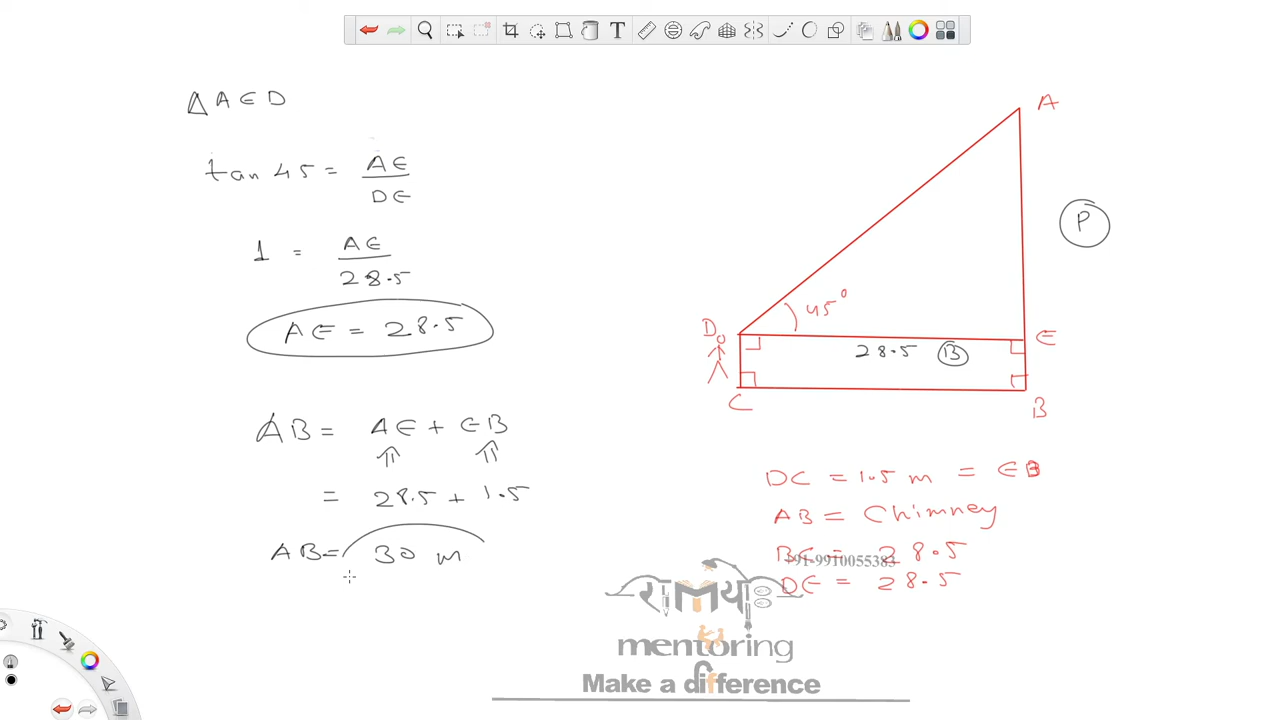 △AED
tan 45 = AE / DE
1 = AE / 28.5
AE = 28.5
AB = AE + EB
⇑ ⇑
= 28.5 + 1.5
AB = 30 m
A
P
45°
D
E
28.5 B
C
B
DC = 1.5 m = EB
AB = Chimney
BC = 28.5
+91-9910055383
DE = 28.5
राम्या
mentoring
Make a difference